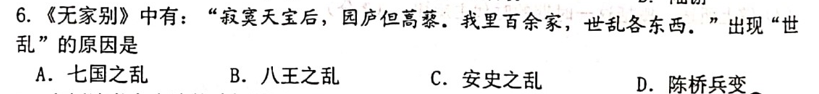 6.《无家别》中有：“寂寞天宝后，园庐但蒿藜。我里百余家，世乱各东西。”出现“世
乱”的原因是
A. 七国之乱 B. 八王之乱 C. 安史之乱 D. 陈桥兵变